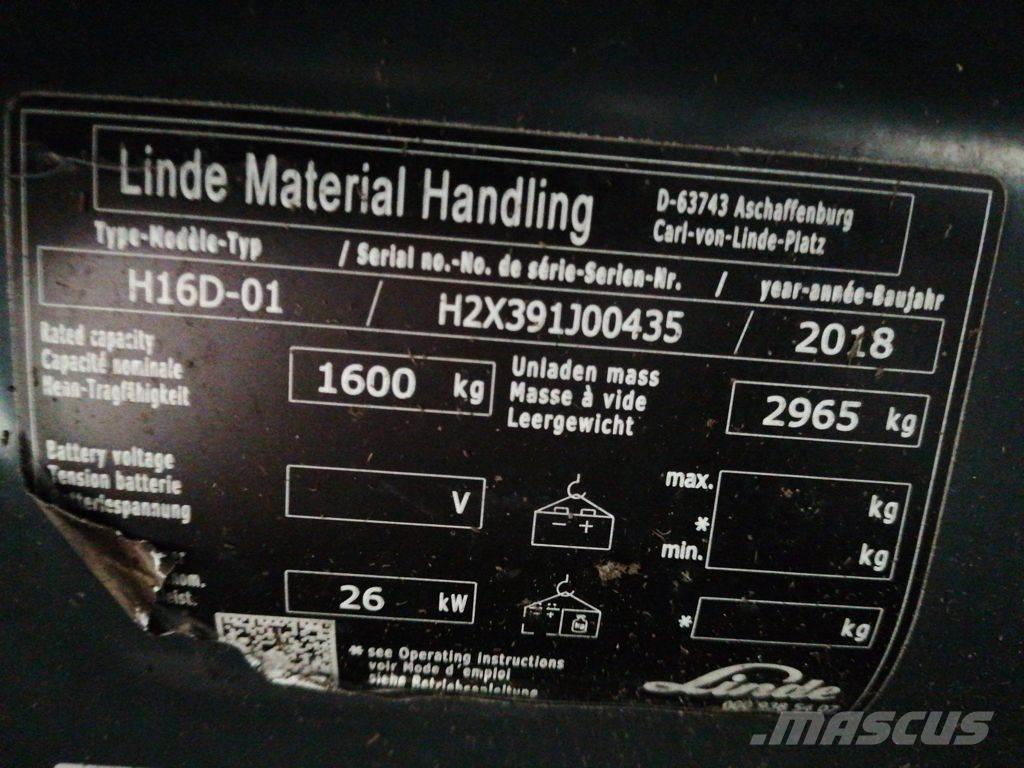 Linde Material Handling
D-63743 Aschaffenburg
Carl-von-Linde-Platz
Type-Modèle-Typ / Serial no.-No. de série-Serien-Nr. / year-année-Baujahr
H16D-01 / H2X391J00435 / 2018
Rated capacity
Capacité nominale
Nenn-Tragfähigkeit
1600 kg
Unladen mass
Masse à vide
Leergewicht
2965 kg
Battery voltage
Tension batterie
V
- +
max.
*
min.
kg
kg
26 kW
* kg
* see Operating instructions
voir Mode d'emploi
siehe Betriebsanleitung
Linde
MASCUS